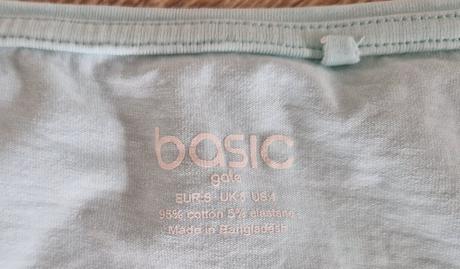 basic
gate
EUR-S UK 8 US 4
95% cotton 5% elastane
Made in Bangladesh